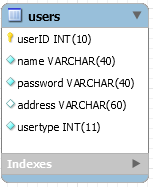 users
userID INT(10)
name VARCHAR(40)
password VARCHAR(40)
address VARCHAR(60)
usertype INT(11)
Indexes